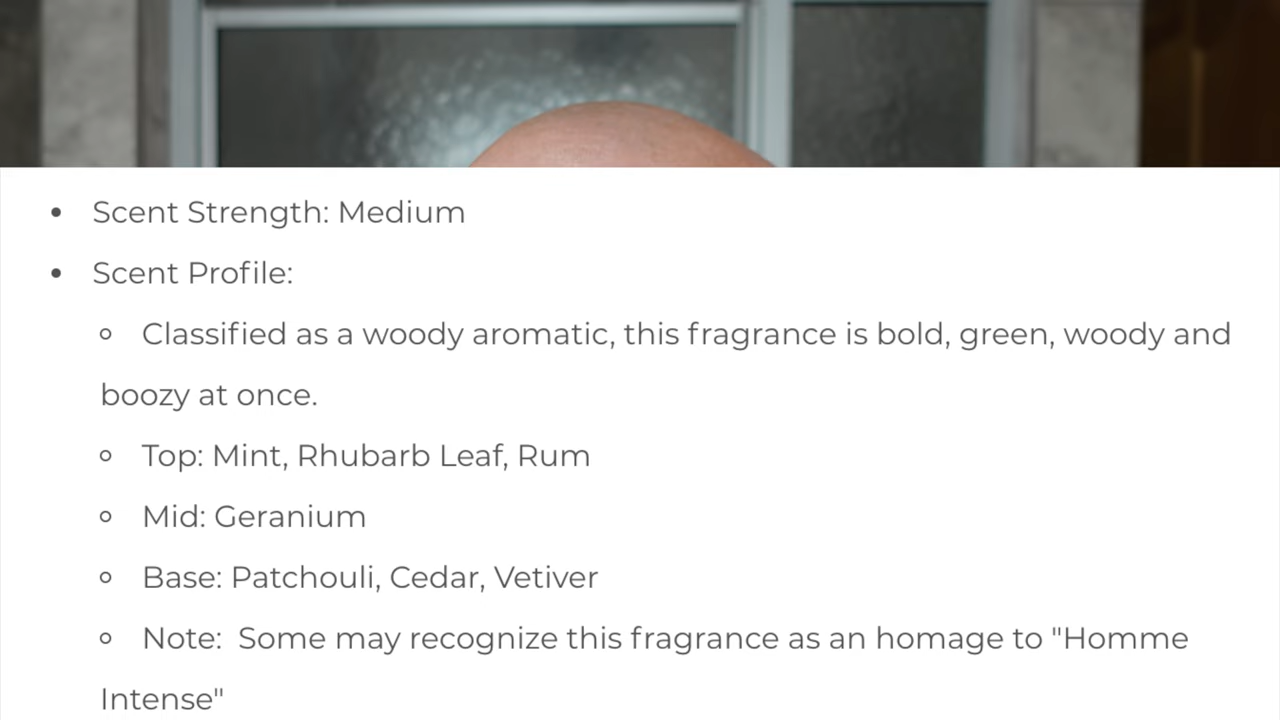 • Scent Strength: Medium
• Scent Profile:
○ Classified as a woody aromatic, this fragrance is bold, green, woody and
boozy at once.
○ Top: Mint, Rhubarb Leaf, Rum
○ Mid: Geranium
○ Base: Patchouli, Cedar, Vetiver
○ Note:  Some may recognize this fragrance as an homage to "Homme
Intense"